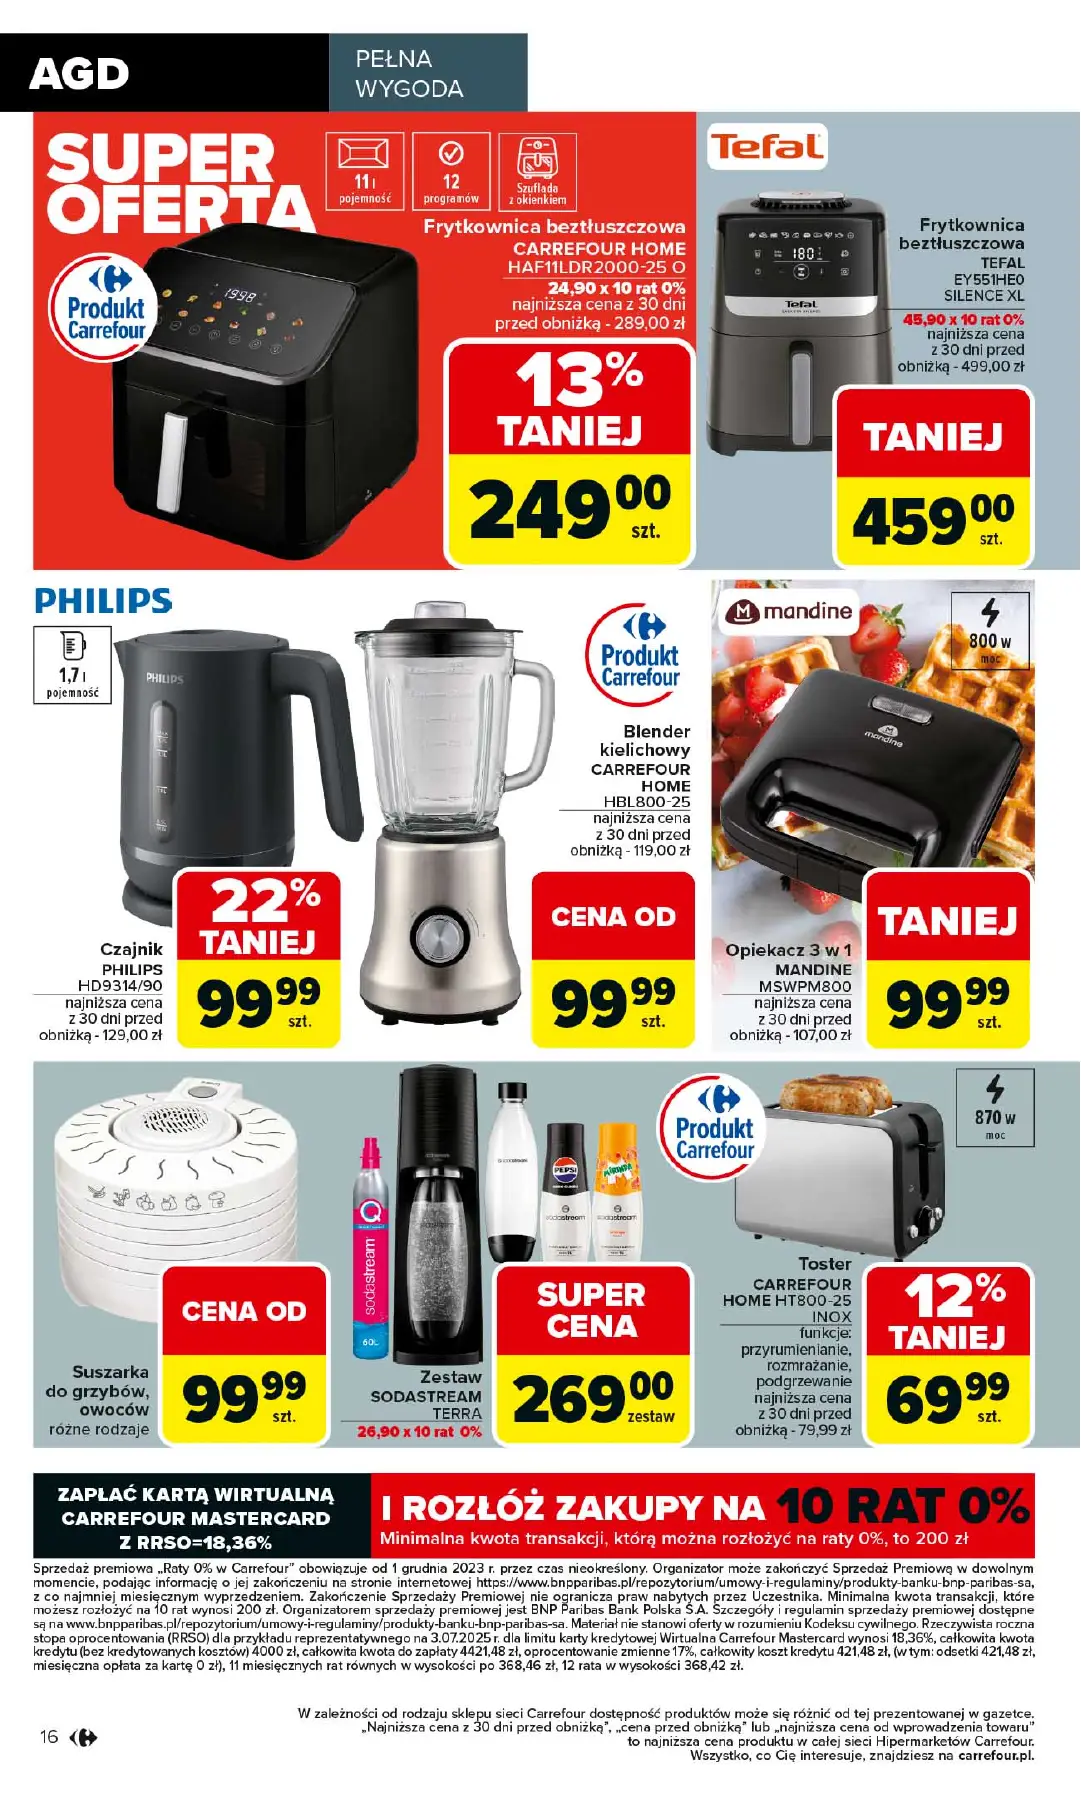 AGD
PEŁNA
WYGODA
SUPER
OFERTA
11 l
pojemność
12
programów
Szuflada
z okienkiem
Produkt
Carrefour
1998
Frytkownica beztłuszczowa
CARREFOUR HOME
HAF11LDR2000-25 O
24,90 x 10 rat 0%
najniższa cena z 30 dni
przed obniżką - 289,00 zł
13%
TANIEJ
249 00
szt.
Tefal
180
Tefal
Frytkownica
beztłuszczowa
TEFAL
EY551HE0
SILENCE XL
45,90 x 10 rat 0%
najniższa cena
z 30 dni przed
obniżką - 499,00 zł
TANIEJ
459 00
szt.
PHILIPS
1,7 l
pojemność
PHILIPS
Czajnik
PHILIPS
HD9314/90
najniższa cena
z 30 dni przed
obniżką - 129,00 zł
22%
TANIEJ
99 99
szt.
Produkt
Carrefour
Blender
kielichowy
CARREFOUR
HOME
HBL800-25
najniższa cena
z 30 dni przed
obniżką - 119,00 zł
CENA OD
99 99
szt.
mandine
800 w
moc
mandine
Opiekacz 3 w 1
MANDINE
MSWPM800
najniższa cena
z 30 dni przed
obniżką - 107,00 zł
TANIEJ
99 99
szt.
Suszarka
do grzybów,
owoców
różne rodzaje
CENA OD
99 99
szt.
sodastream
60L
sodastream
pepsi
MIRINDA
sodastream
sodastream
Zestaw
SODASTREAM
TERRA
26,90 x 10 rat 0%
SUPER
CENA
269 00
zestaw
Produkt
Carrefour
870 w
moc
Toster
CARREFOUR
HOME HT800-25
INOX
funkcje:
przyrumienianie,
rozmrażanie,
podgrzewanie
najniższa cena
z 30 dni przed
obniżką - 79,99 zł
12%
TANIEJ
69 99
szt.
ZAPŁAĆ KARTĄ WIRTUALNĄ
CARREFOUR MASTERCARD
Z RRSO=18,36%
I ROZŁÓŻ ZAKUPY NA 10 RAT 0%
Minimalna kwota transakcji, którą można rozłożyć na raty 0%, to 200 zł
Sprzedaż premiowa „Raty 0% w Carrefour” obowiązuje od 1 grudnia 2023 r. przez czas nieokreślony. Organizator może zakończyć Sprzedaż Premiową w dowolnym
momencie, podając informację o jej zakończeniu na stronie internetowej https://www.bnpparibas.pl/repozytorium/umowy-i-regulaminy/produkty-banku-bnp-paribas-sa,
z co najmniej miesięcznym wyprzedzeniem. Zakończenie Sprzedaży Premiowej nie ogranicza praw nabytych przez Uczestnika. Minimalna kwota transakcji, które
możesz rozłożyć na 10 rat wynosi 200 zł. Organizatorem sprzedaży premiowej jest BNP Paribas Bank Polska S.A. Szczegóły i regulamin sprzedaży premiowej dostępne
są na www.bnpparibas.pl/repozytorium/umowy-i-regulaminy/produkty-banku-bnp-paribas-sa. Materiał nie stanowi oferty w rozumieniu Kodeksu cywilnego. Rzeczywista roczna
stopa oprocentowania (RRSO) dla przykładu reprezentatywnego na 3.07.2025 r. dla limitu karty kredytowej Wirtualna Carrefour Mastercard wynosi 18,36%, całkowita kwota
kredytu (bez kredytowanych kosztów) 4000 zł, całkowita kwota do zapłaty 4421,48 zł, oprocentowanie zmienne 17%, całkowity koszt kredytu 421,48 zł, (w tym: odsetki 421,48 zł,
miesięczna opłata za kartę 0 zł), 11 miesięcznych rat równych w wysokości po 368,46 zł, 12 rata w wysokości 368,42 zł.
W zależności od rodzaju sklepu sieci Carrefour dostępność produktów może się różnić od tej prezentowanej w gazetce.
„Najniższa cena z 30 dni przed obniżką”, „cena przed obniżką” lub „najniższa cena od wprowadzenia towaru”
to najniższa cena produktu w całej sieci Hipermarketów Carrefour.
Wszystko, co Cię interesuje, znajdziesz na carrefour.pl.
16